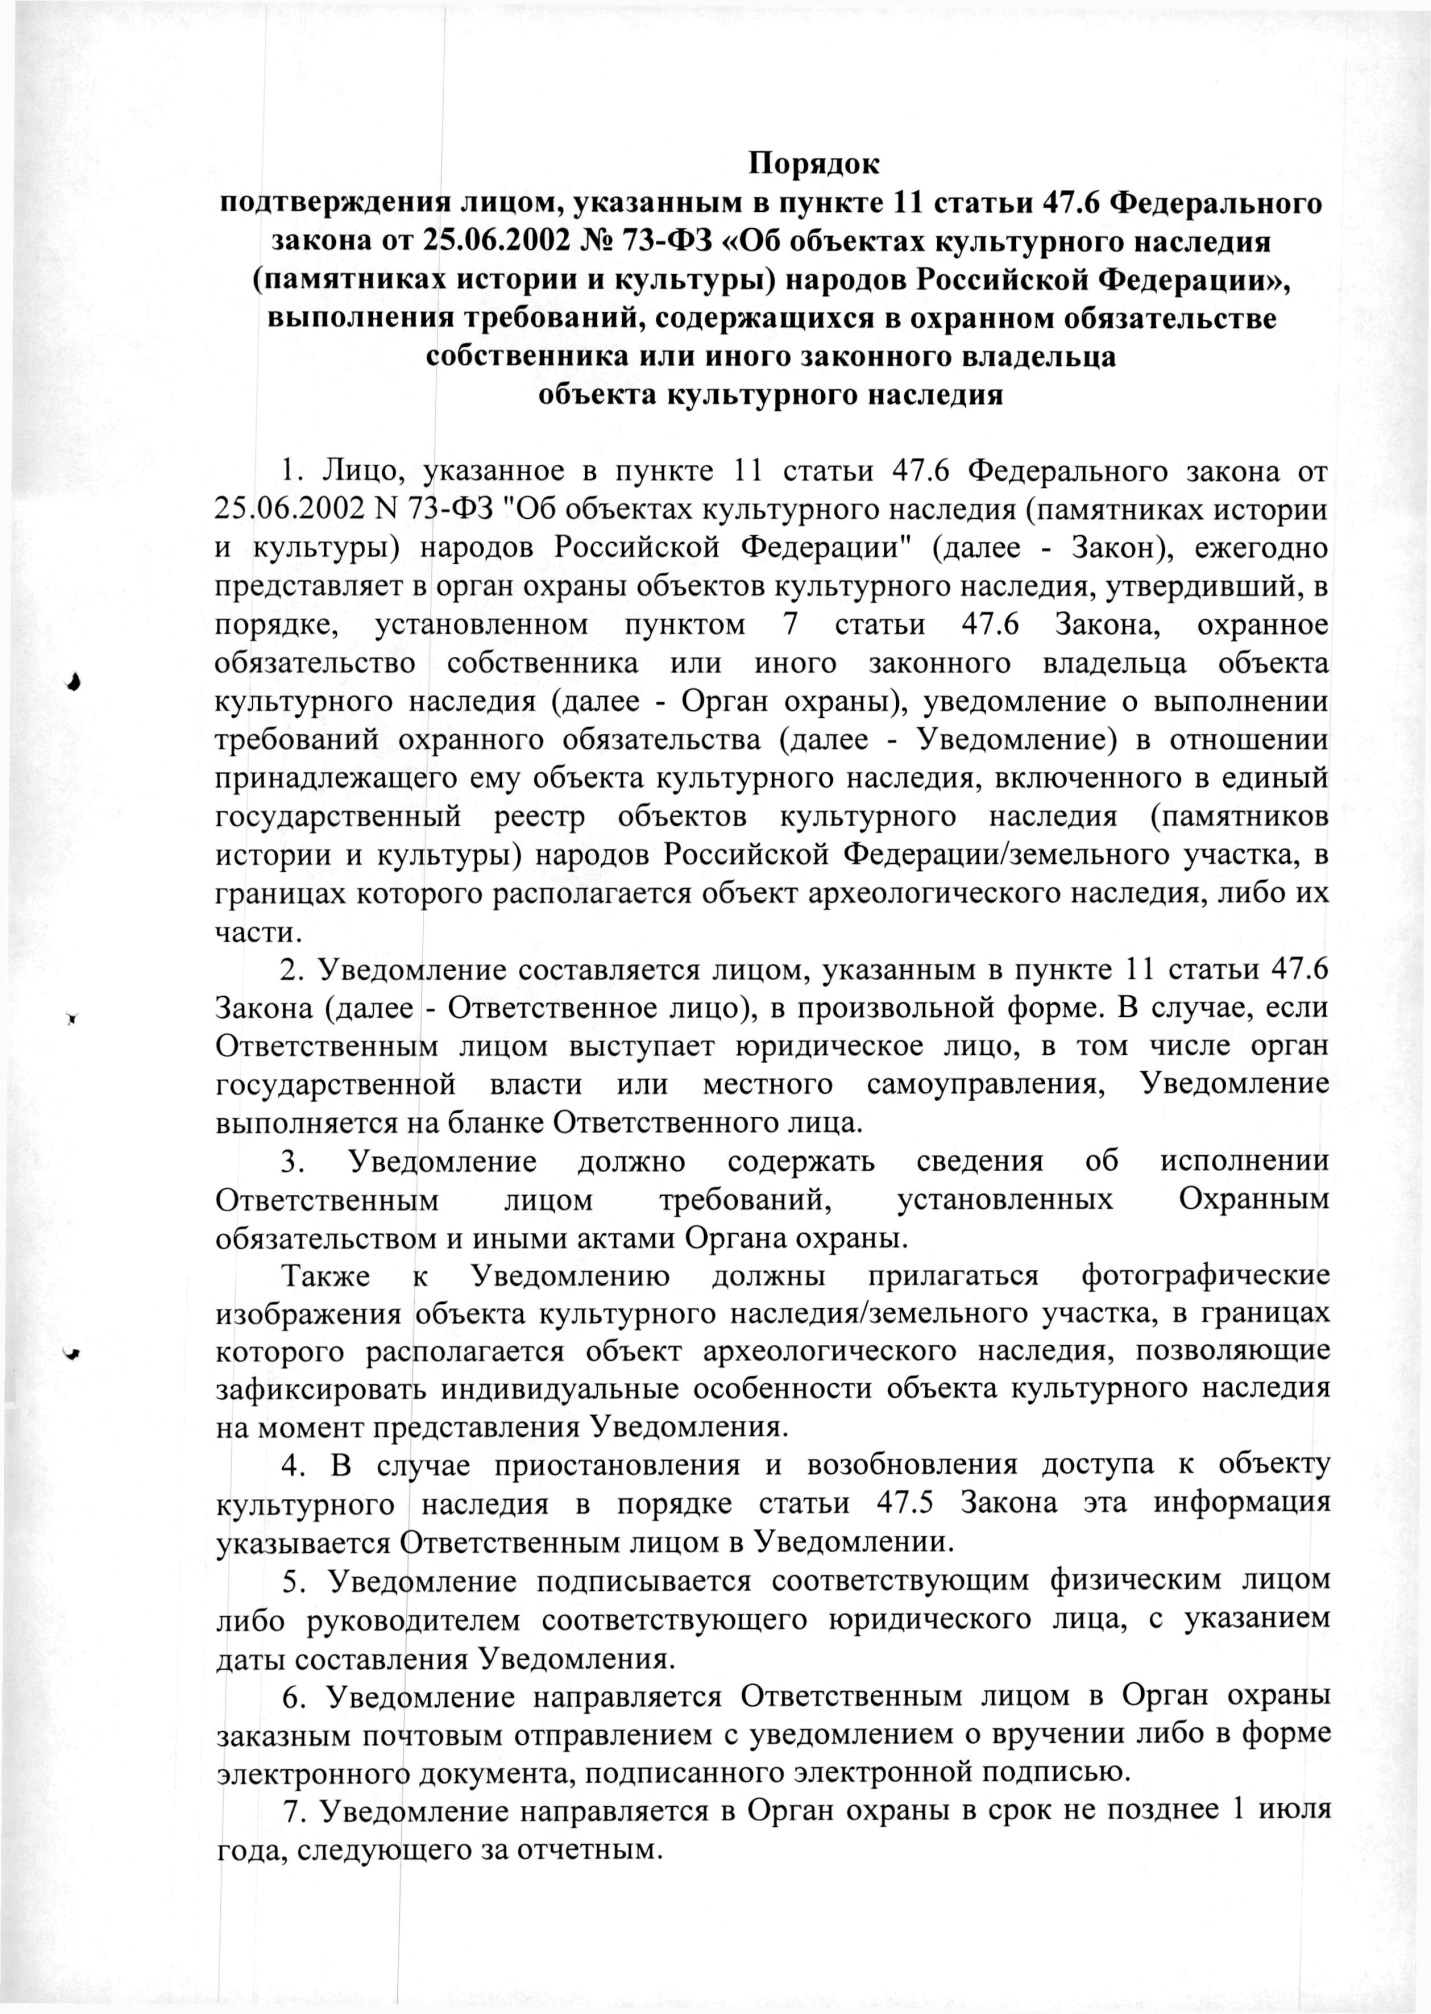 Порядок
подтверждения лицом, указанным в пункте 11 статьи 47.6 Федерального
закона от 25.06.2002 № 73-ФЗ «Об объектах культурного наследия
(памятниках истории и культуры) народов Российской Федерации»,
выполнения требований, содержащихся в охранном обязательстве
собственника или иного законного владельца
объекта культурного наследия
1. Лицо, указанное в пункте 11 статьи 47.6 Федерального закона от
25.06.2002 N 73-ФЗ "Об объектах культурного наследия (памятниках истории
и культуры) народов Российской Федерации" (далее - Закон), ежегодно
представляет в орган охраны объектов культурного наследия, утвердивший, в
порядке, установленном пунктом 7 статьи 47.6 Закона, охранное
обязательство собственника или иного законного владельца объекта
культурного наследия (далее - Орган охраны), уведомление о выполнении
требований охранного обязательства (далее - Уведомление) в отношении
принадлежащего ему объекта культурного наследия, включенного в единый
государственный реестр объектов культурного наследия (памятников
истории и культуры) народов Российской Федерации/земельного участка, в
границах которого располагается объект археологического наследия, либо их
части.
2. Уведомление составляется лицом, указанным в пункте 11 статьи 47.6
Закона (далее - Ответственное лицо), в произвольной форме. В случае, если
Ответственным лицом выступает юридическое лицо, в том числе орган
государственной власти или местного самоуправления, Уведомление
выполняется на бланке Ответственного лица.
3. Уведомление должно содержать сведения об исполнении
Ответственным лицом требований, установленных Охранным
обязательством и иными актами Органа охраны.
Также к Уведомлению должны прилагаться фотографические
изображения объекта культурного наследия/земельного участка, в границах
которого располагается объект археологического наследия, позволяющие
зафиксировать индивидуальные особенности объекта культурного наследия
на момент представления Уведомления.
4. В случае приостановления и возобновления доступа к объекту
культурного наследия в порядке статьи 47.5 Закона эта информация
указывается Ответственным лицом в Уведомлении.
5. Уведомление подписывается соответствующим физическим лицом
либо руководителем соответствующего юридического лица, с указанием
даты составления Уведомления.
6. Уведомление направляется Ответственным лицом в Орган охраны
заказным почтовым отправлением с уведомлением о вручении либо в форме
электронного документа, подписанного электронной подписью.
7. Уведомление направляется в Орган охраны в срок не позднее 1 июля
года, следующего за отчетным.